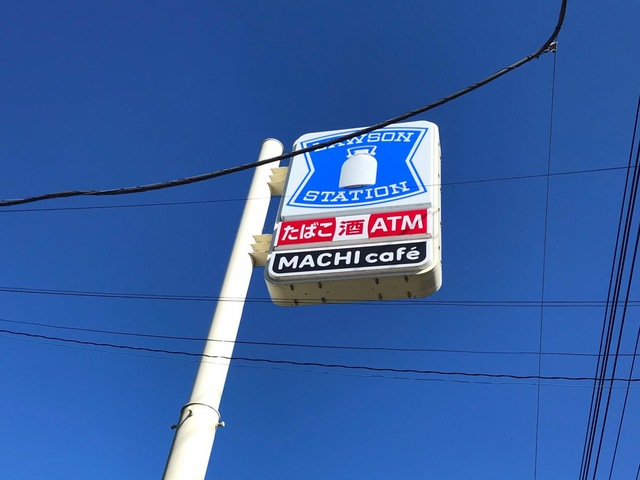 LAWSON
STATION
たばこ 酒 ATM
MACHI café